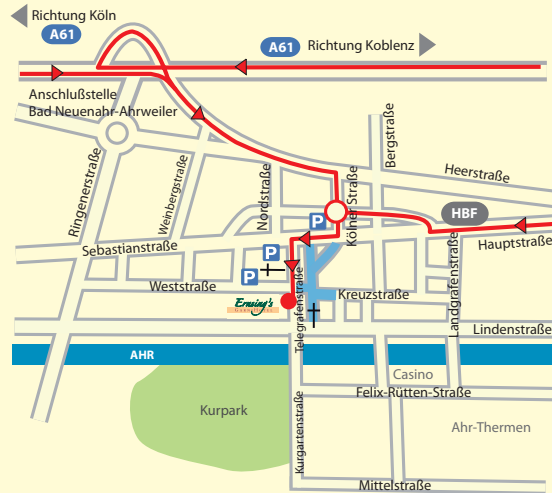 Richtung Köln
A61
A61
Richtung Koblenz
Anschlußstelle
Bad Neuenahr-Ahrweiler
Bergstraße
Ringenerstraße
Weinbergstraße
Nordstraße
Kölner Straße
Heerstraße
HBF
P
Hauptstraße
Sebastianstraße
P
P
Weststraße
Telegrafenstraße
Kreuzstraße
Landgrafenstraße
Ernsing's
Lindenstraße
AHR
Casino
Felix-Rütten-Straße
Kurpark
Kurgartenstraße
Ahr-Thermen
Mittelstraße